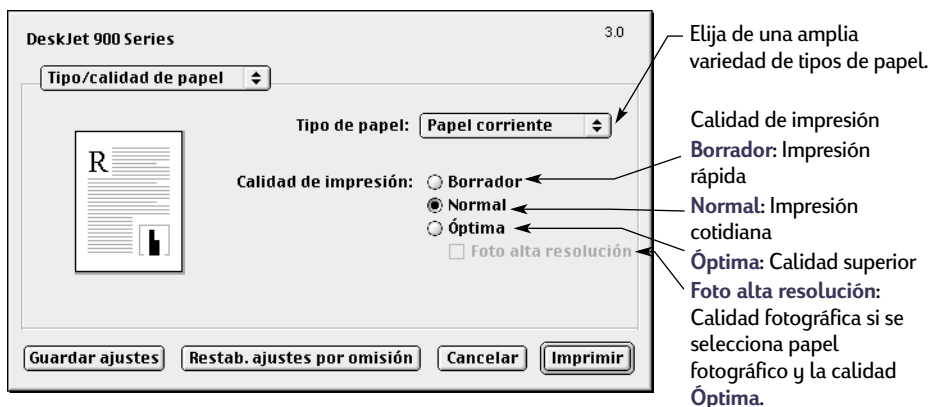 DeskJet 900 Series
3.0
Tipo/calidad de papel
Tipo de papel: Papel corriente
R
Calidad de impresión: Borrador
Normal
Óptima
Foto alta resolución
Guardar ajustes Restab. ajustes por omisión Cancelar Imprimir
Elija de una amplia
variedad de tipos de papel.
Calidad de impresión
Borrador: Impresión
rápida
Normal: Impresión
cotidiana
Óptima: Calidad superior
Foto alta resolución:
Calidad fotográfica si se
selecciona papel
fotográfico y la calidad
Óptima.